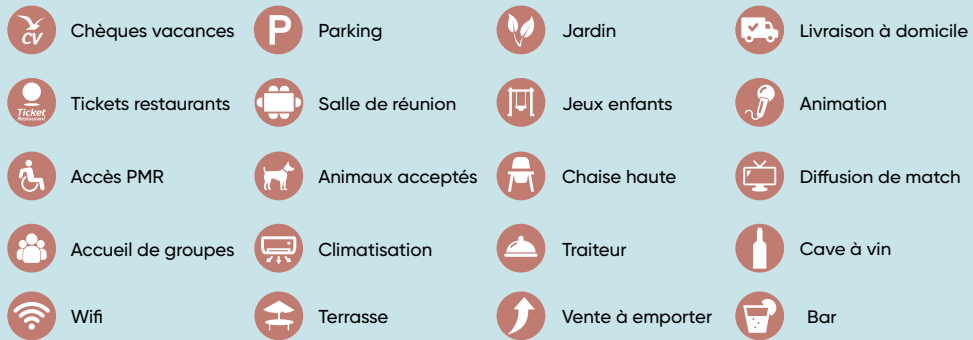 CV Chèques vacances P Parking Jardin Livraison à domicile
Ticket Restaurant Tickets restaurants Salle de réunion Jeux enfants Animation
Accès PMR Animaux acceptés Chaise haute Diffusion de match
Accueil de groupes Climatisation Traiteur Cave à vin
Wifi Terrasse Vente à emporter Bar